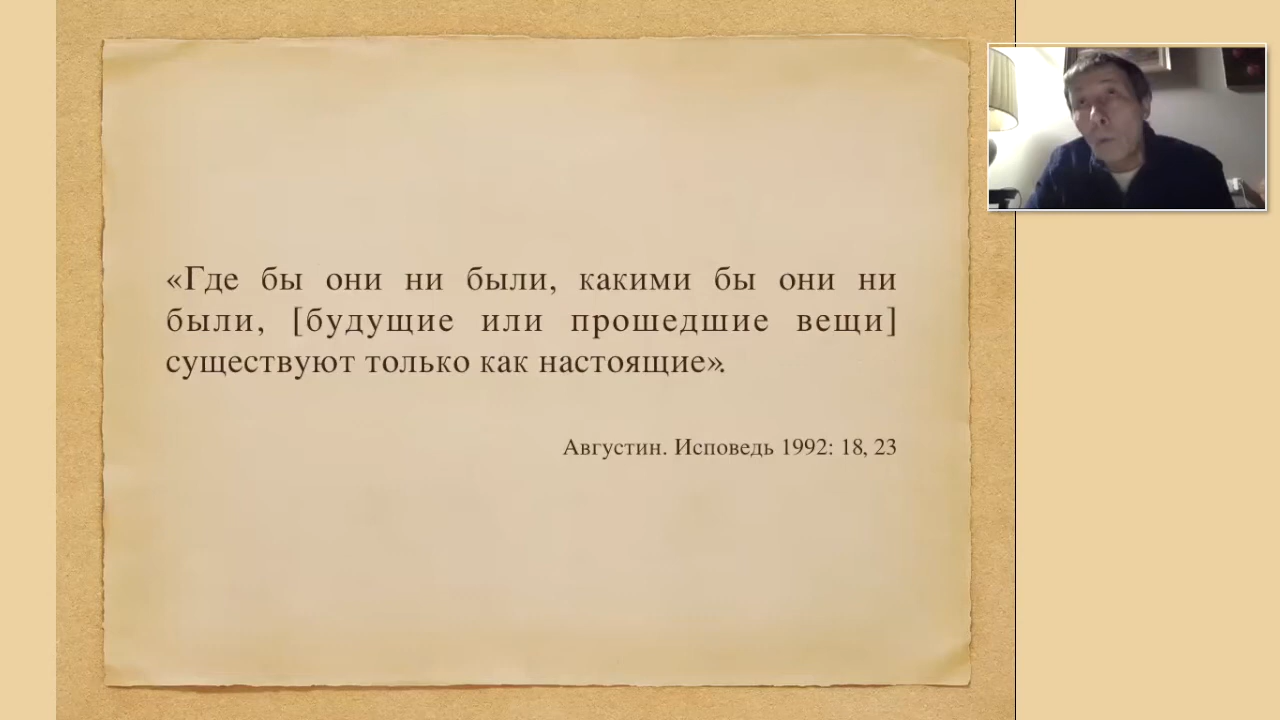 «Где бы они ни были, какими бы они ни
были, [будущие или прошедшие вещи]
существуют только как настоящие».
Августин. Исповедь 1992: 18, 23